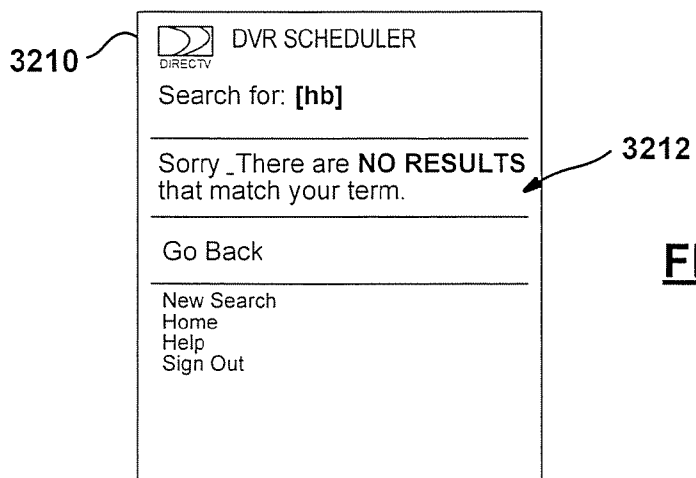 3210
DIRECTV
DVR SCHEDULER
Search for: [hb]
Sorry _There are NO RESULTS
that match your term.
3212
Go Back
New Search
Home
Help
Sign Out